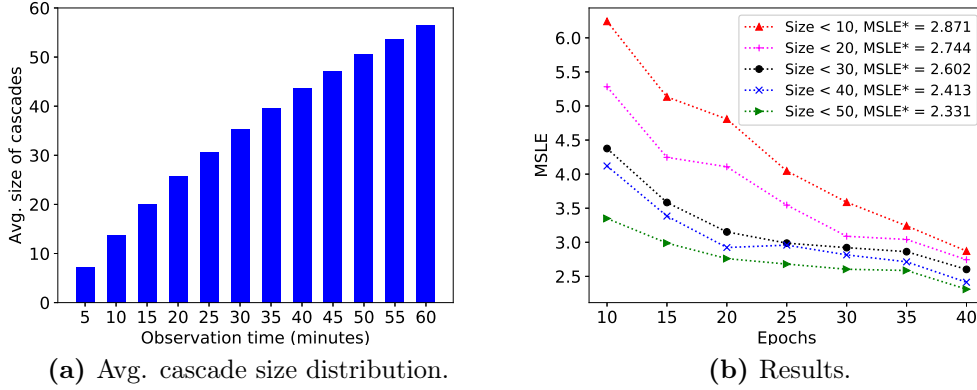 60
50
40
30
20
10
0
Avg. size of cascades
5 10 15 20 25 30 35 40 45 50 55 60
Observation time (minutes)
(a) Avg. cascade size distribution.
6.0
5.5
5.0
4.5
4.0
3.5
3.0
2.5
MSLE
Size < 10, MSLE* = 2.871
Size < 20, MSLE* = 2.744
Size < 30, MSLE* = 2.602
Size < 40, MSLE* = 2.413
Size < 50, MSLE* = 2.331
10 15 20 25 30 35 40
Epochs
(b) Results.